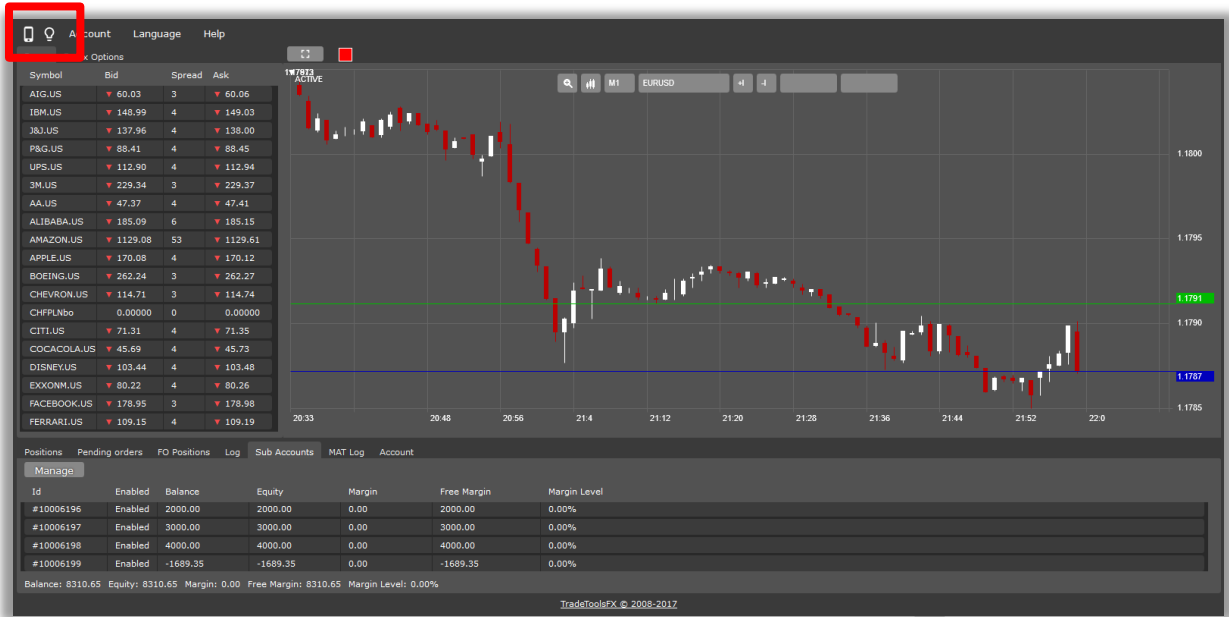 Account Language Help
x Options
Symbol Bid Spread Ask
AIG.US ▼ 60.03 3 ▼ 60.06
IBM.US ▼ 148.99 4 ▼ 149.03
J&J.US ▼ 137.96 4 ▼ 138.00
P&G.US ▼ 88.41 4 ▼ 88.45
UPS.US ▼ 112.90 4 ▼ 112.94
3M.US ▼ 229.34 3 ▼ 229.37
AA.US ▼ 47.37 4 ▼ 47.41
ALIBABA.US ▼ 185.09 6 ▼ 185.15
AMAZON.US ▼ 1129.08 53 ▼ 1129.61
APPLE.US ▼ 170.08 4 ▼ 170.12
BOEING.US ▼ 262.24 3 ▼ 262.27
CHEVRON.US ▼ 114.71 3 ▼ 114.74
CHFPLNbo 0.00000 0 0.00000
CITI.US ▼ 71.31 4 ▼ 71.35
COCACOLA.US ▼ 45.69 4 ▼ 45.73
DISNEY.US ▼ 103.44 4 ▼ 103.48
EXXONM.US ▼ 80.22 4 ▼ 80.26
FACEBOOK.US ▼ 178.95 3 ▼ 178.98
FERRARI.US ▼ 109.15 4 ▼ 109.19
ACTIVE
M1 EURUSD +I -I
1.1800
1.1795
1.1791
1.1790
1.1787
1.1785
20:33 20:48 20:56 21:4 21:12 21:20 21:28 21:36 21:44 21:52 22:0
Positions Pending orders FO Positions Log Sub Accounts MAT Log Account
Manage
Id Enabled Balance Equity Margin Free Margin Margin Level
#10006196 Enabled 2000.00 2000.00 0.00 2000.00 0.00%
#10006197 Enabled 3000.00 3000.00 0.00 3000.00 0.00%
#10006198 Enabled 4000.00 4000.00 0.00 4000.00 0.00%
#10006199 Enabled -1689.35 -1689.35 0.00 -1689.35 0.00%
Balance: 8310.65 Equity: 8310.65 Margin: 0.00 Free Margin: 8310.65 Margin Level: 0.00%
TradeToolsFX © 2008-2017